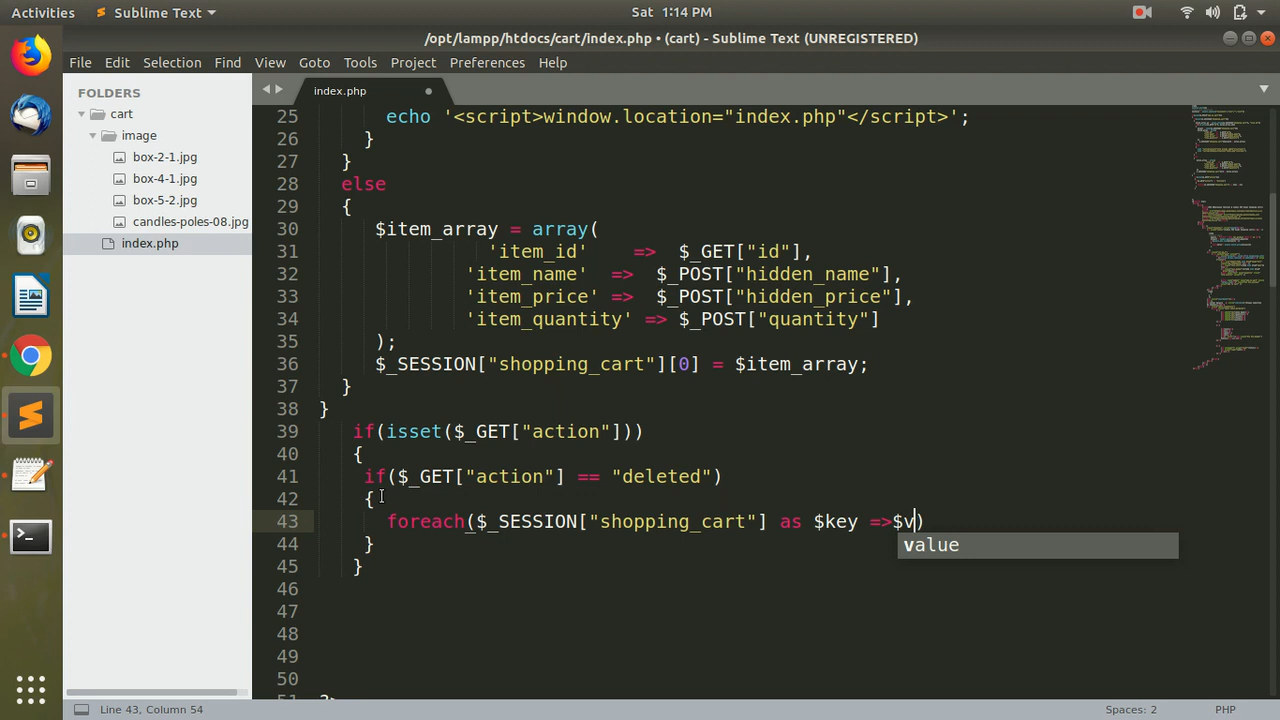 Activities
Sublime Text
Sat 1:14 PM
/opt/lampp/htdocs/cart/index.php • (cart) - Sublime Text (UNREGISTERED)
File Edit Selection Find View Goto Tools Project Preferences Help
FOLDERS
cart
image
box-2-1.jpg
box-4-1.jpg
box-5-2.jpg
candles-poles-08.jpg
index.php
index.php
25 echo '<script>window.location="index.php"</script>';
26 }
27 }
28 else
29 {
30 $item_array = array(
31 'item_id' => $_GET["id"],
32 'item_name' => $_POST["hidden_name"],
33 'item_price' => $_POST["hidden_price"],
34 'item_quantity' => $_POST["quantity"]
35 );
36 $_SESSION["shopping_cart"][0] = $item_array;
37 }
38 }
39 if(isset($_GET["action"]))
40 {
41 if($_GET["action"] == "deleted")
42 {
43 foreach($_SESSION["shopping_cart"] as $key =>$v)
value
44 }
45 }
46
47
48
49
50
51 ?>
Line 43, Column 54
Spaces: 2
PHP